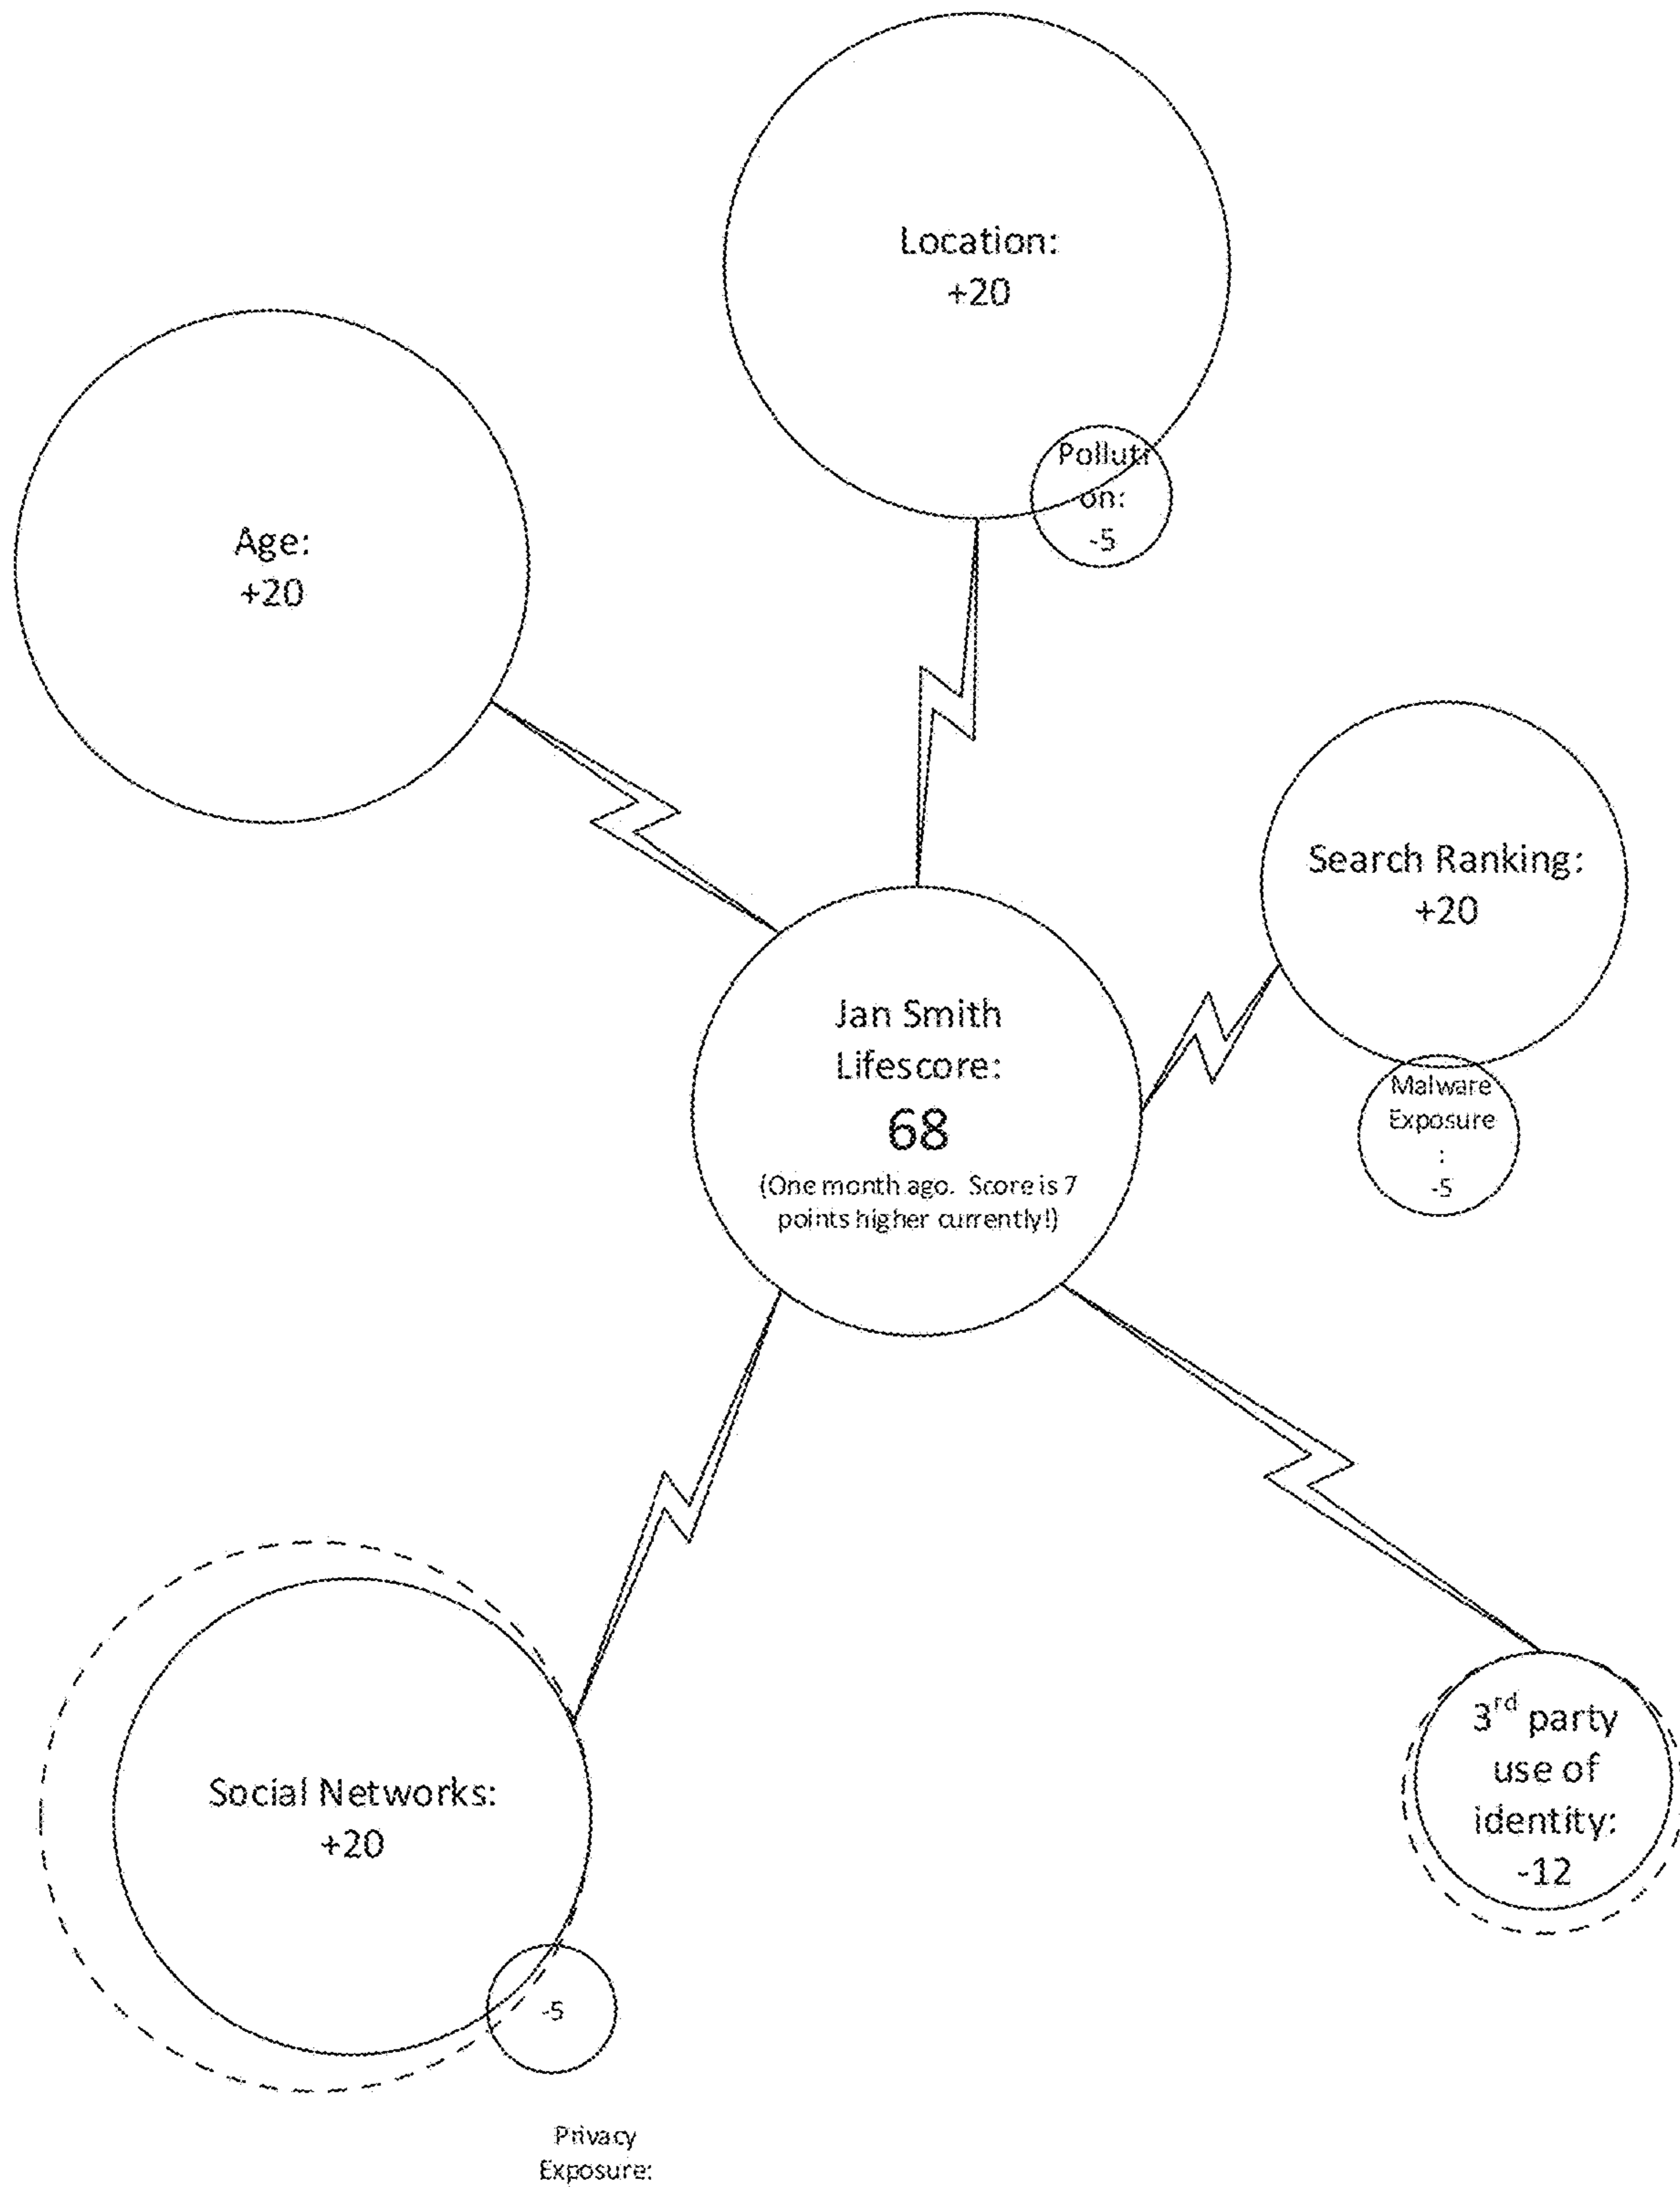 Location:
+20
Polluti
on:
-5
Age:
+20
Search Ranking:
+20
Malware
Exposure
:
-5
Jan Smith
Lifescore:
68
(One month ago. Score is 7
points higher currently!)
Social Networks:
+20
-5
Privacy
Exposure:
3rd party
use of
identity:
-12